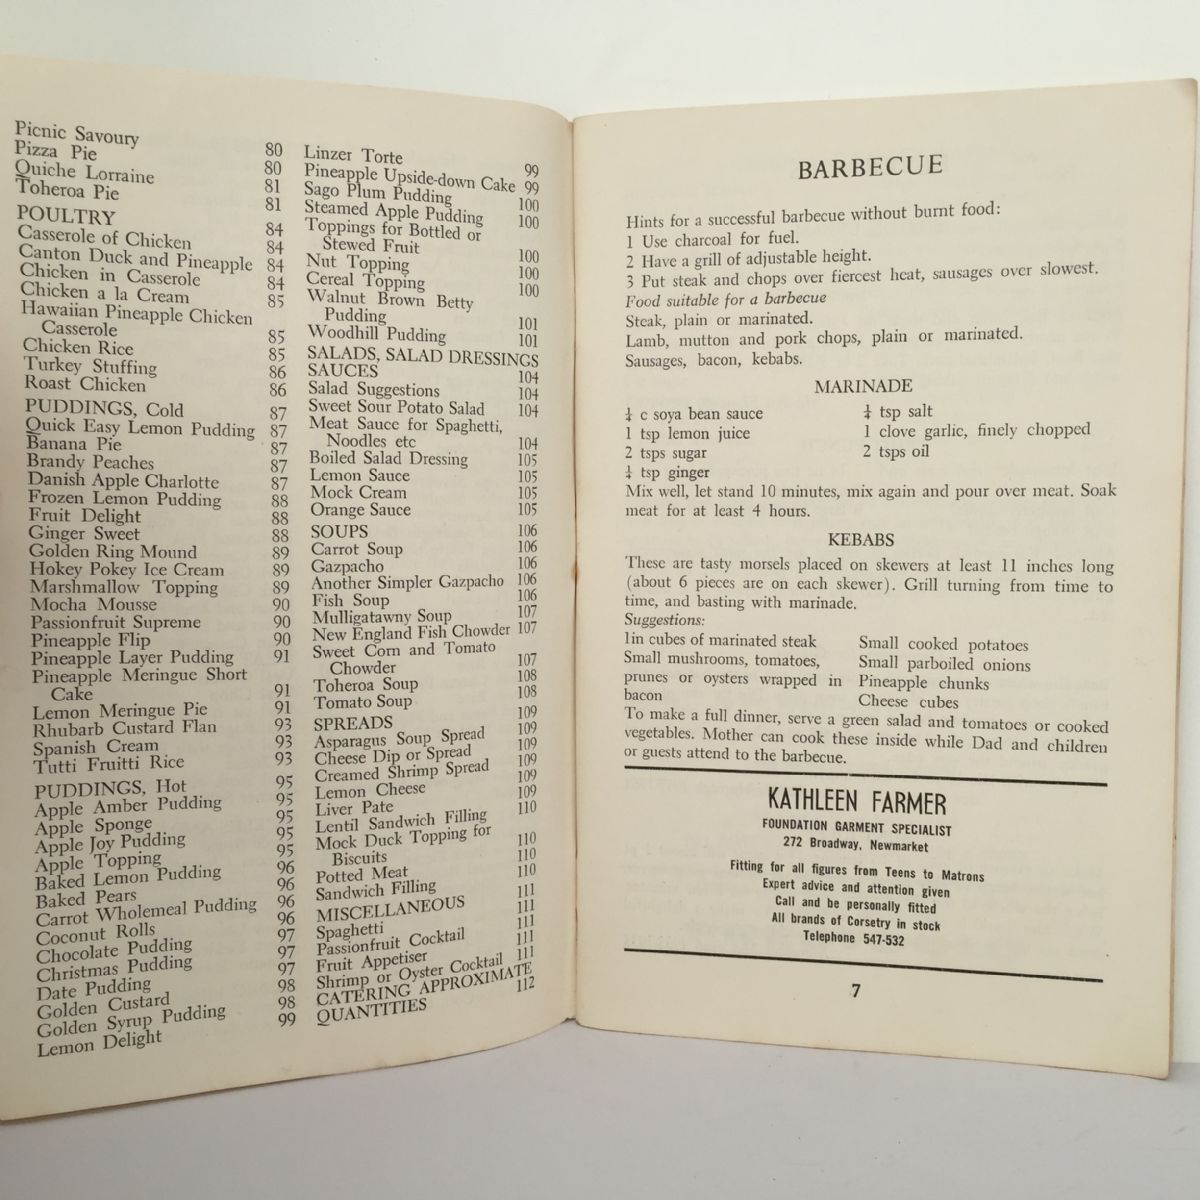 Picnic Savoury 80
Pizza Pie 80
Quiche Lorraine 81
Toheroa Pie 81
POULTRY 84
Casserole of Chicken 84
Canton Duck and Pineapple 84
Chicken in Casserole 84
Chicken a la Cream 85
Hawaiian Pineapple Chicken
Casserole 85
Chicken Rice 85
Turkey Stuffing 86
Roast Chicken 86
PUDDINGS, Cold 87
Quick Easy Lemon Pudding 87
Banana Pie 87
Brandy Peaches 87
Danish Apple Charlotte 87
Frozen Lemon Pudding 88
Fruit Delight 88
Ginger Sweet 88
Golden Ring Mound 89
Hokey Pokey Ice Cream 89
Marshmallow Topping 89
Mocha Mousse 90
Passionfruit Supreme 90
Pineapple Flip 90
Pineapple Layer Pudding 91
Pineapple Meringue Short
Cake 91
Lemon Meringue Pie 91
Rhubarb Custard Flan 93
Spanish Cream 93
Tutti Fruitti Rice 93
PUDDINGS, Hot 95
Apple Amber Pudding 95
Apple Sponge 95
Apple Joy Pudding 95
Apple Topping 95
Baked Lemon Pudding 96
Baked Pears 96
Carrot Wholemeal Pudding 96
Coconut Rolls 96
Chocolate Pudding 97
Christmas Pudding 97
Date Pudding 97
Golden Custard 98
Golden Syrup Pudding 98
Lemon Delight 99
Linzer Torte 99
Pineapple Upside-down Cake 99
Sago Plum Pudding 100
Steamed Apple Pudding 100
Toppings for Bottled or
Stewed Fruit 100
Nut Topping 100
Cereal Topping 100
Walnut Brown Betty
Pudding 101
Woodhill Pudding 101
SALADS, SALAD DRESSINGS
SAUCES 104
Salad Suggestions 104
Sweet Sour Potato Salad 104
Meat Sauce for Spaghetti,
Noodles etc 104
Boiled Salad Dressing 105
Lemon Sauce 105
Mock Cream 105
Orange Sauce 105
SOUPS 106
Carrot Soup 106
Gazpacho 106
Another Simpler Gazpacho 106
Fish Soup 106
Mulligatawny Soup 107
New England Fish Chowder 107
Sweet Corn and Tomato
Chowder 107
Toheroa Soup 108
Tomato Soup 108
SPREADS 109
Asparagus Soup Spread 109
Cheese Dip or Spread 109
Creamed Shrimp Spread 109
Lemon Cheese 109
Liver Pate 109
Lentil Sandwich Filling 110
Mock Duck Topping for
Biscuits 110
Potted Meat 110
Sandwich Filling 110
MISCELLANEOUS 111
Spaghetti 111
Passionfruit Cocktail 111
Fruit Appetiser 111
Shrimp or Oyster Cocktail 111
CATERING APPROXIMATE
QUANTITIES 112
BARBECUE
Hints for a successful barbecue without burnt food:
1 Use charcoal for fuel.
2 Have a grill of adjustable height.
3 Put steak and chops over fiercest heat, sausages over slowest.
Food suitable for a barbecue
Steak, plain or marinated.
Lamb, mutton and pork chops, plain or marinated.
Sausages, bacon, kebabs.
MARINADE
¼ c soya bean sauce
1 tsp lemon juice
2 tsps sugar
¼ tsp ginger
¼ tsp salt
1 clove garlic, finely chopped
2 tsps oil
Mix well, let stand 10 minutes, mix again and pour over meat. Soak
meat for at least 4 hours.
KEBABS
These are tasty morsels placed on skewers at least 11 inches long
(about 6 pieces are on each skewer). Grill turning from time to
time, and basting with marinade.
Suggestions:
1in cubes of marinated steak
Small mushrooms, tomatoes,
prunes or oysters wrapped in
bacon
Small cooked potatoes
Small parboiled onions
Pineapple chunks
Cheese cubes
To make a full dinner, serve a green salad and tomatoes or cooked
vegetables. Mother can cook these inside while Dad and children
or guests attend to the barbecue.
KATHLEEN FARMER
FOUNDATION GARMENT SPECIALIST
272 Broadway, Newmarket
Fitting for all figures from Teens to Matrons
Expert advice and attention given
Call and be personally fitted
All brands of Corsetry in stock
Telephone 547-532
7